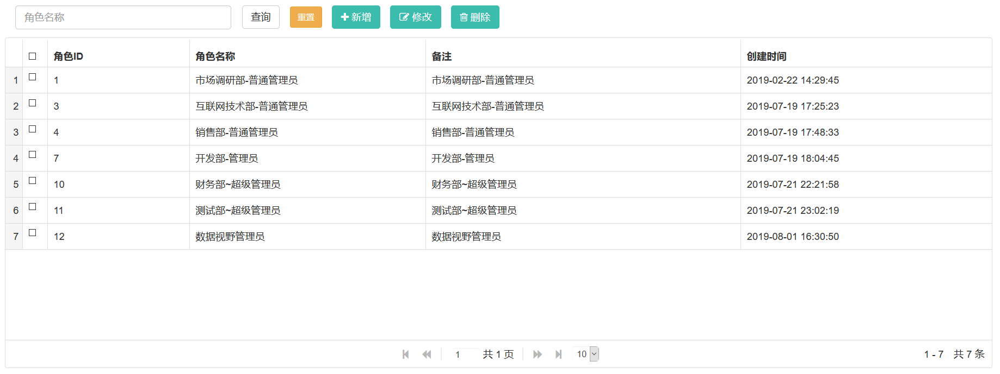 角色名称 查询 重置 新增 修改 删除
角色ID 角色名称 备注 创建时间
1 1 市场调研部-普通管理员 市场调研部-普通管理员 2019-02-22 14:29:45
2 3 互联网技术部-普通管理员 互联网技术部-普通管理员 2019-07-19 17:25:23
3 4 销售部-普通管理员 销售部-普通管理员 2019-07-19 17:48:33
4 7 开发部-管理员 开发部-管理员 2019-07-19 18:04:45
5 10 财务部~超级管理员 财务部~超级管理员 2019-07-21 22:21:58
6 11 测试部~超级管理员 测试部~超级管理员 2019-07-21 23:02:19
7 12 数据视野管理员 数据视野管理员 2019-08-01 16:30:50
1 共 1 页 10 1 - 7 共 7 条